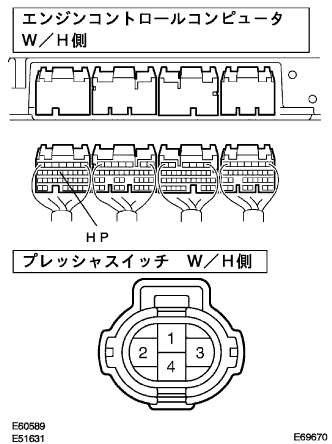 エンジンコントロールコンピュータ
W／H側
HP
プレッシャスイッチ　W／H側
1
2
3
4
E60589
E51631
E69670